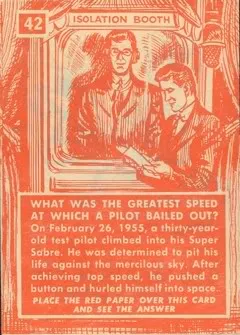 42
ISOLATION BOOTH
WHAT WAS THE GREATEST SPEED
AT WHICH A PILOT BAILED OUT?
On February 26, 1955, a thirty-year-
old test pilot climbed into his Super
Sabre. He was determined to pit his
life against the merciless sky. After
achieving top speed, he pushed a
button and hurled himself into space.
PLACE THE RED PAPER OVER THIS CARD
AND SEE THE ANSWER